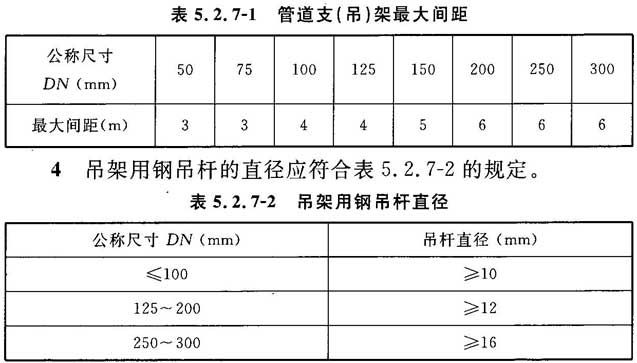 表 5.2.7-1 管道支(吊)架最大间距
公称尺寸 DN（mm） 50 75 100 125 150 200 250 300
最大间距(m) 3 3 4 4 5 6 6 6
4 吊架用钢吊杆的直径应符合表 5.2.7-2 的规定。
表 5.2.7-2 吊架用钢吊杆直径
公称尺寸 DN（mm） 吊杆直径（mm）
≤100 ≥10
125～200 ≥12
250～300 ≥16